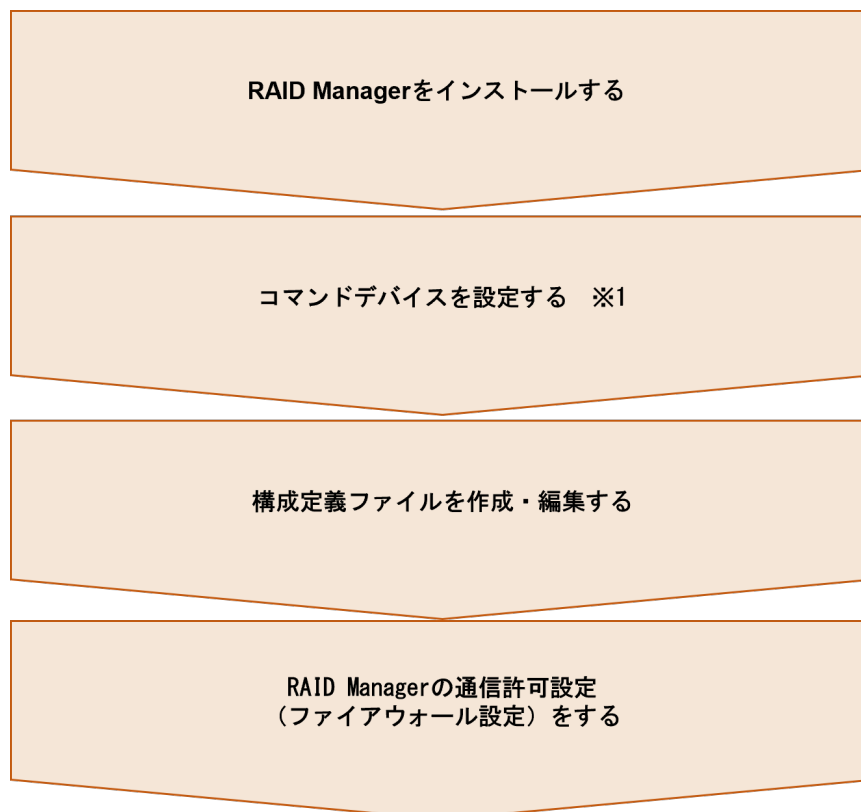 RAID Managerをインストールする
コマンドデバイスを設定する　※1
構成定義ファイルを作成・編集する
RAID Managerの通信許可設定
（ファイアウォール設定）をする